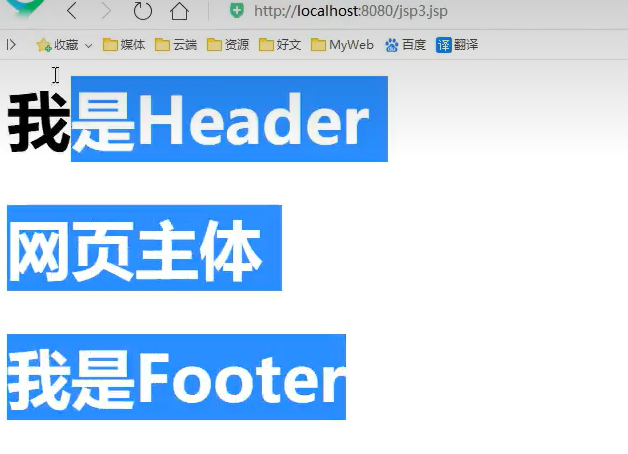 http://localhost:8080/jsp3.jsp
收藏 媒体 云端 资源 好文 MyWeb 百度 译 翻译
我是Header
网页主体
我是Footer